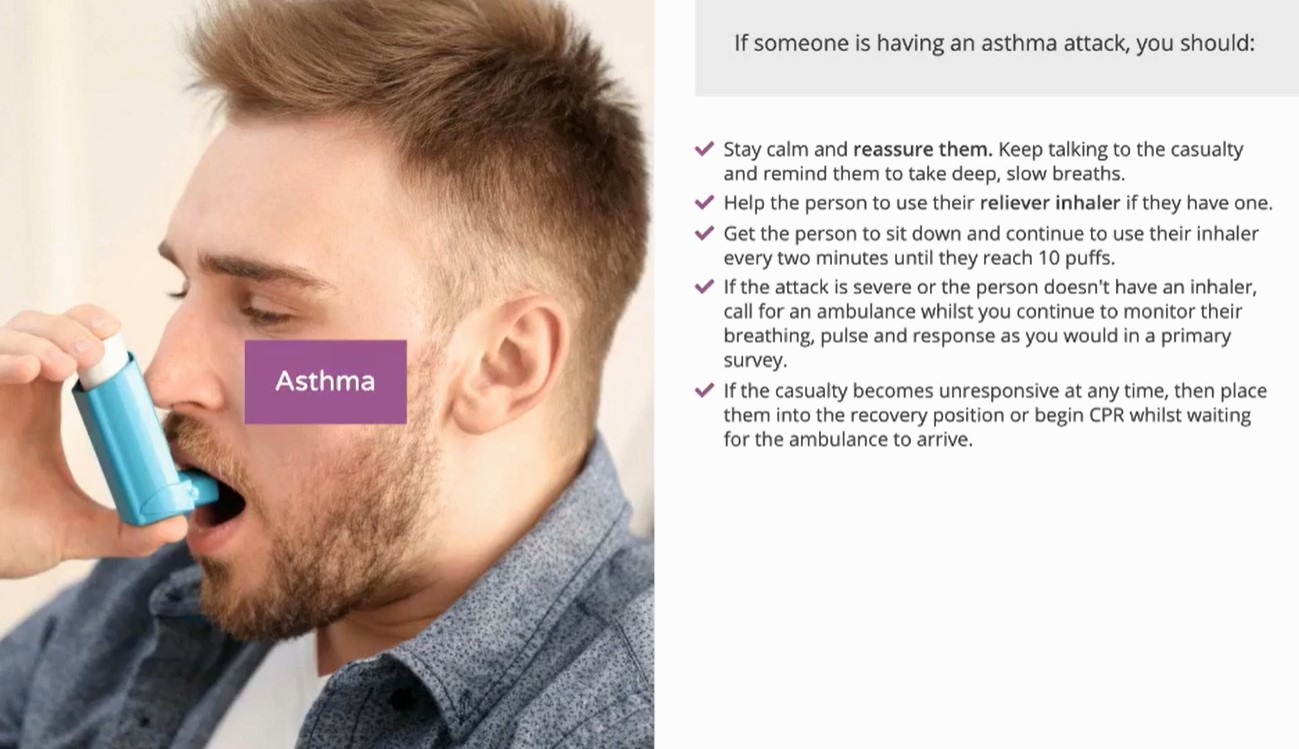 If someone is having an asthma attack, you should:
Asthma
Stay calm and reassure them. Keep talking to the casualty
and remind them to take deep, slow breaths.
Help the person to use their reliever inhaler if they have one.
Get the person to sit down and continue to use their inhaler
every two minutes until they reach 10 puffs.
If the attack is severe or the person doesn't have an inhaler,
call for an ambulance whilst you continue to monitor their
breathing, pulse and response as you would in a primary
survey.
If the casualty becomes unresponsive at any time, then place
them into the recovery position or begin CPR whilst waiting
for the ambulance to arrive.